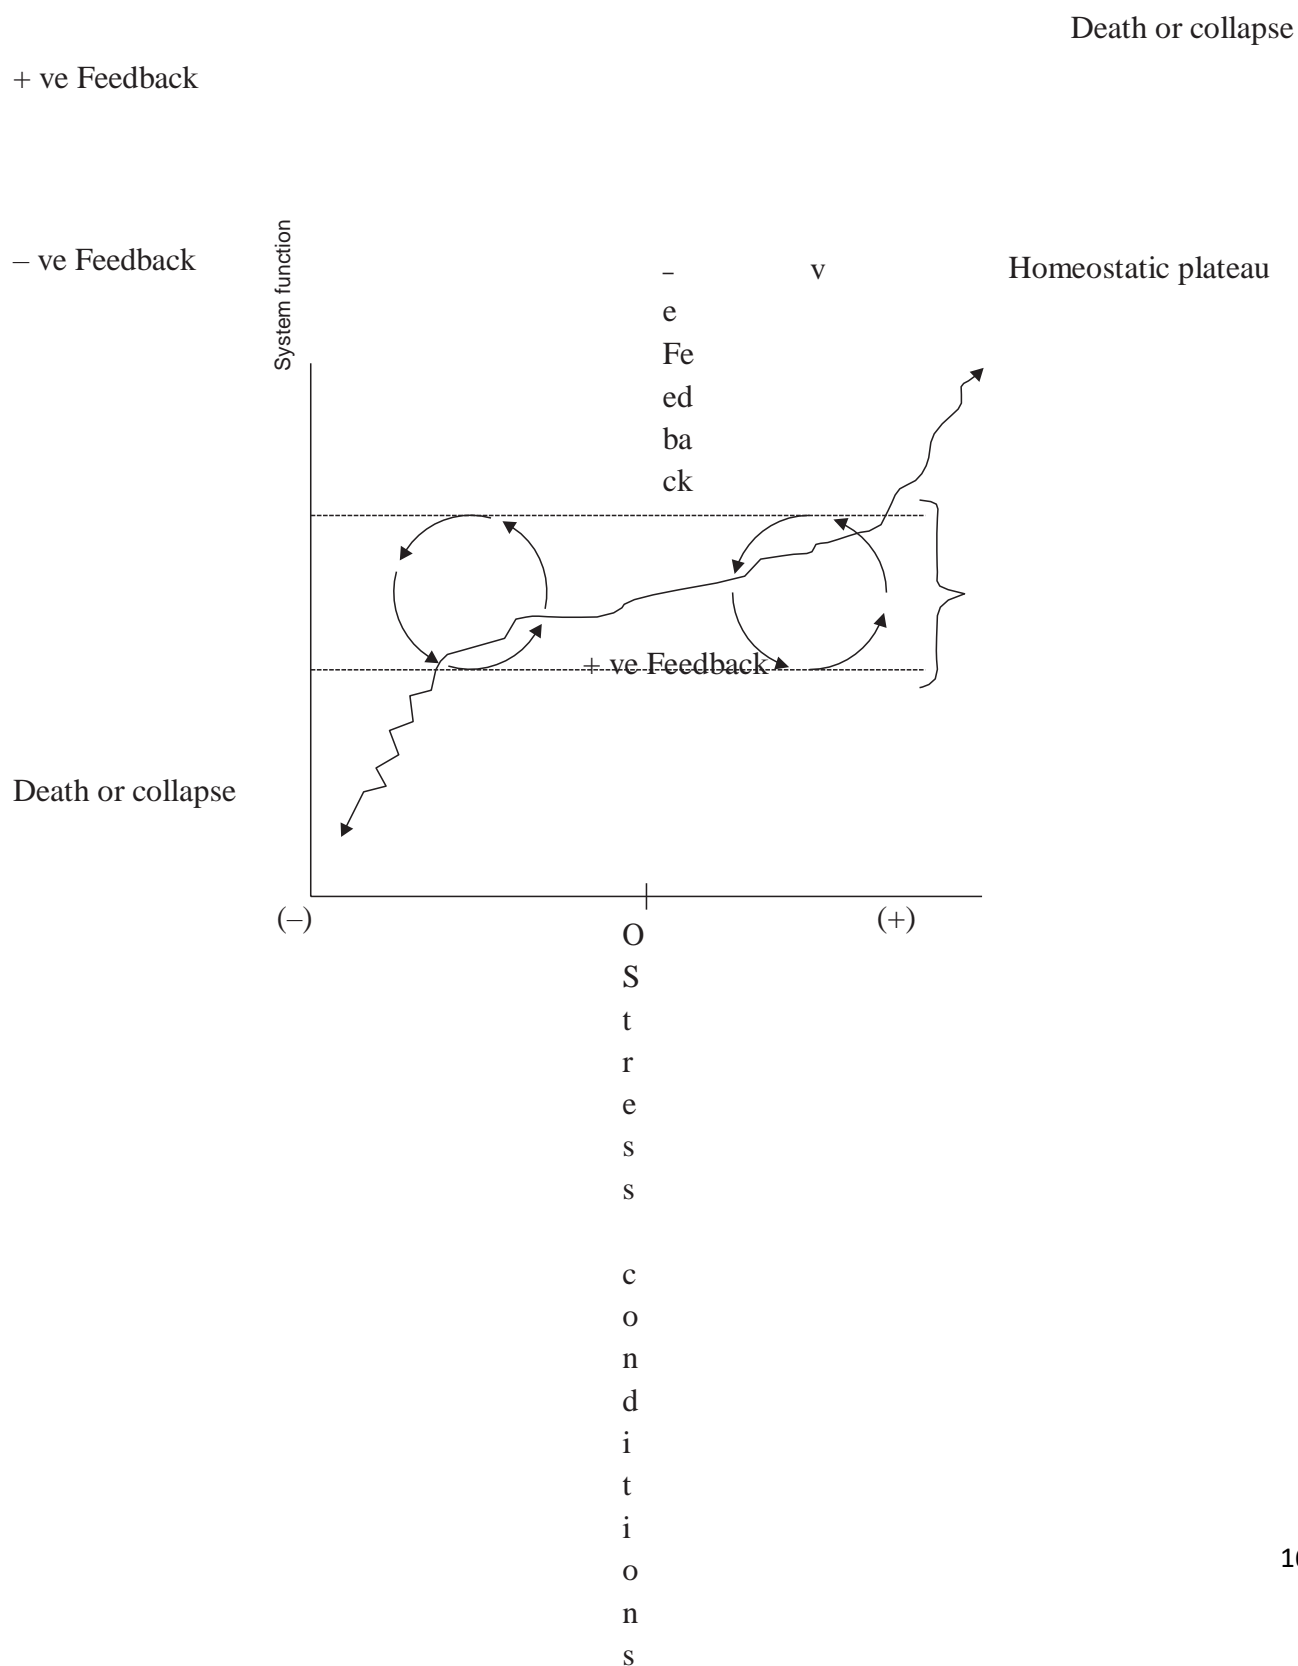 Death or collapse
+ ve Feedback
System function
– ve Feedback
– v
Homeostatic plateau
e
Fe
ed
ba
ck
+ ve Feedback
Death or collapse
(–)
(+)
O
S
t
r
e
s
s
c
o
n
d
i
t
i
o
n
s